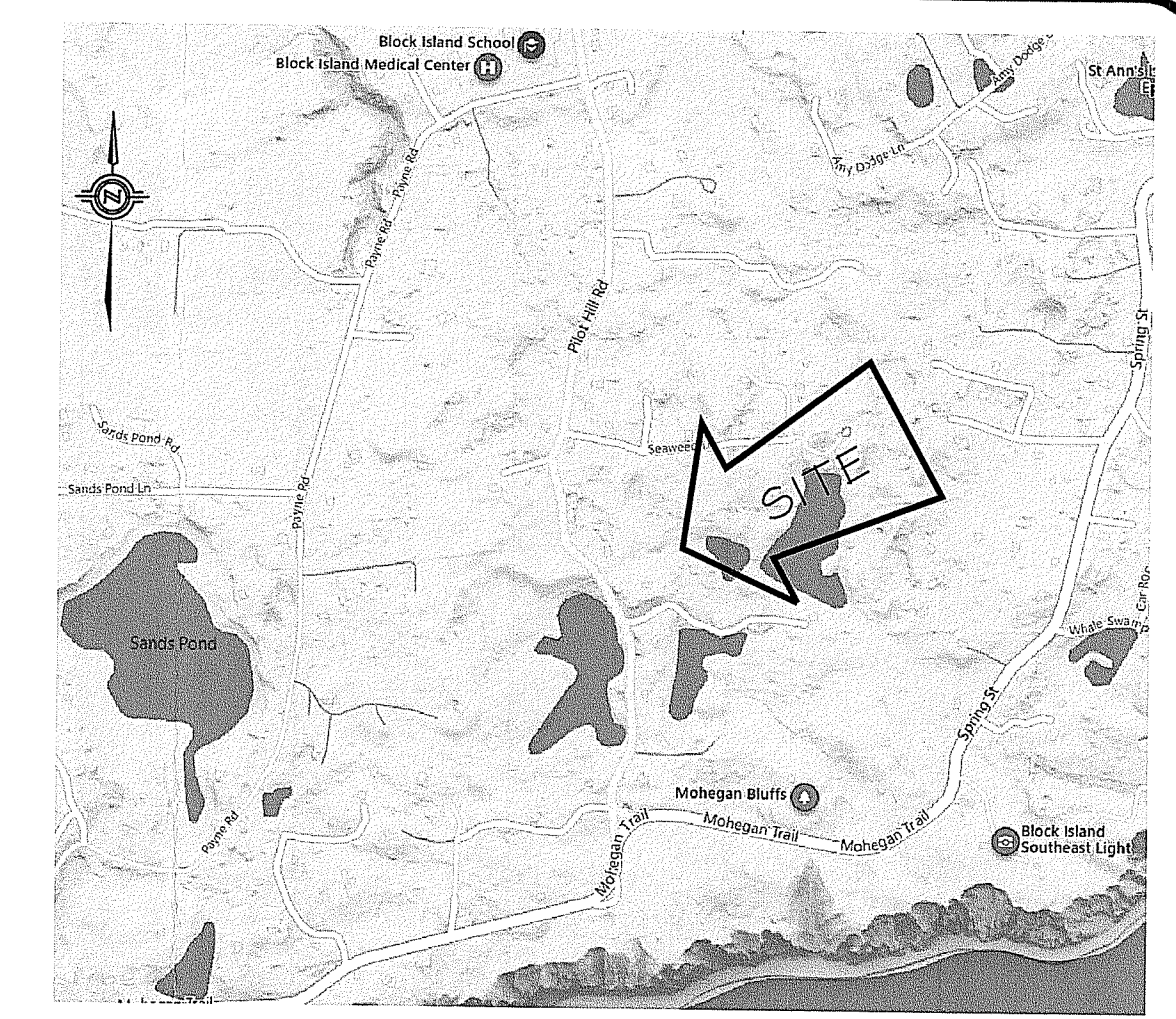 Block Island School
Block Island Medical Center
H
Amy Dodge
St Ann's
Amy Dodge Ln
Payne Rd
Payne Rd
N
Pilot Hill Rd
Spring St
Sands Pond Rd
Seaweed
SITE
Sands Pond Ln
Payne Rd
Sands Pond
Whale Swamp
Spring St
Mohegan Bluffs
Mohegan Trail
Mohegan Trail
Mohegan Trail
Payne Rd
Block Island
Southeast Light
Mohegan Trail